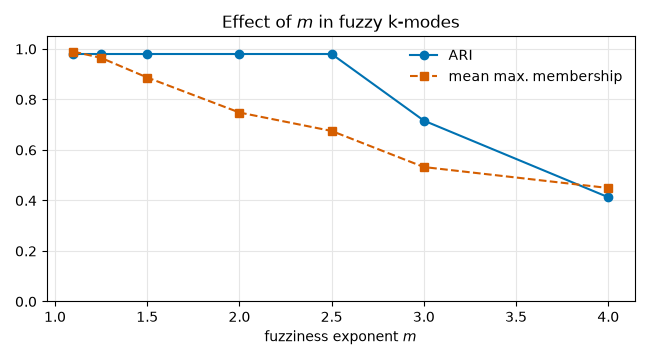 Effect of m in fuzzy k-modes
1.0
0.8
0.6
0.4
0.2
0.0
ARI
mean max. membership
1.0 1.5 2.0 2.5 3.0 3.5 4.0
fuzziness exponent m